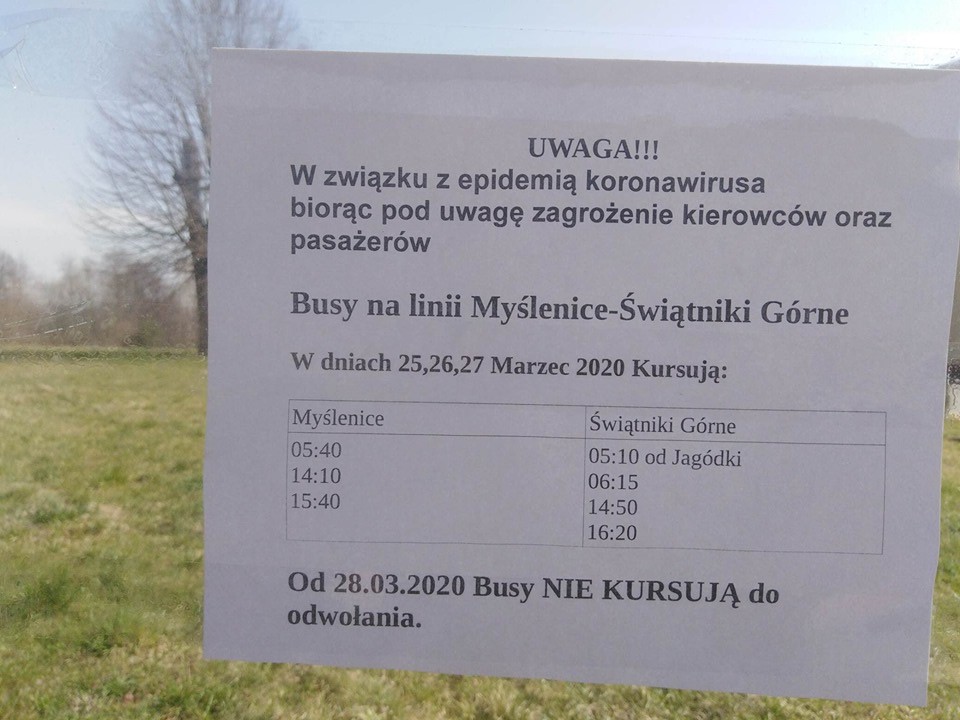 UWAGA!!!
W związku z epidemią koronawirusa
biorąc pod uwagę zagrożenie kierowców oraz
pasażerów
Busy na linii Myślenice-Świątniki Górne
W dniach 25,26,27 Marzec 2020 Kursują:
Myślenice
05:40
14:10
15:40
Świątniki Górne
05:10 od Jagódki
06:15
14:50
16:20
Od 28.03.2020 Busy NIE KURSUJĄ do
odwołania.